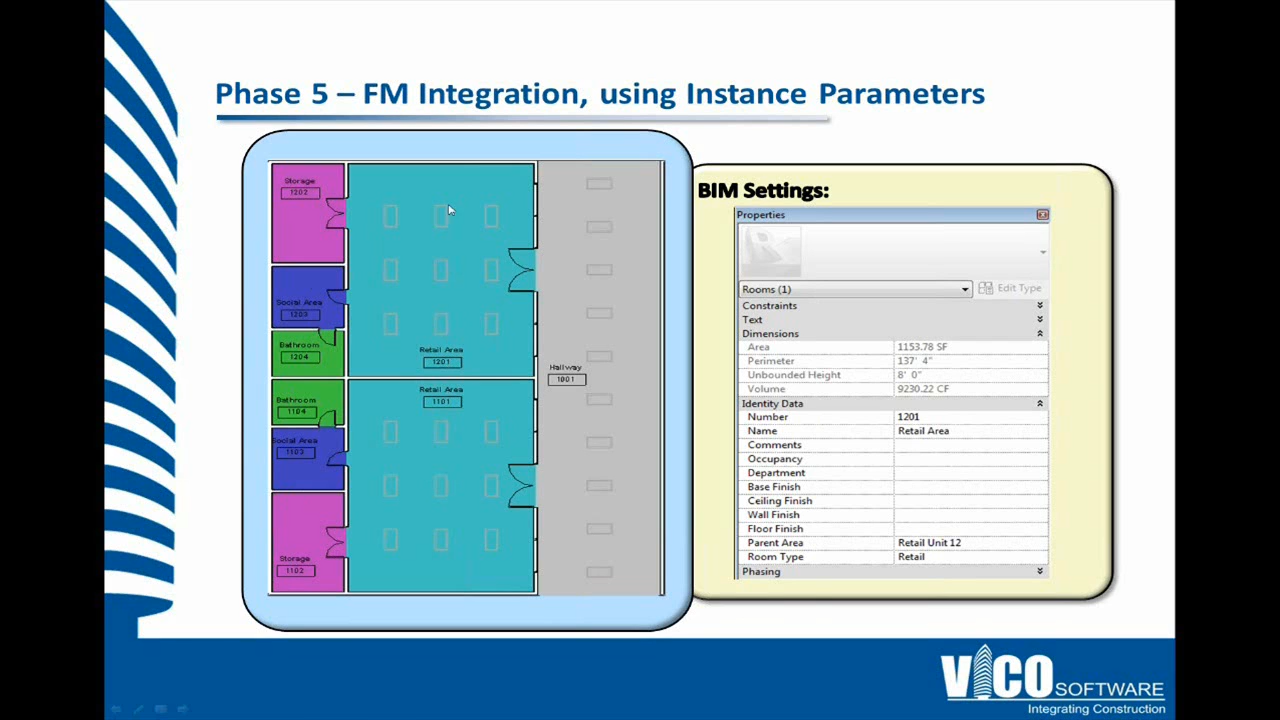 Phase 5 – FM Integration, using Instance Parameters
Storage
1202
Social Area
1203
Bathroom
1204
Bathroom
1104
Social Area
1103
Storage
1102
Retail Area
1201
Retail Area
1101
Hallway
1001
BIM Settings:
Properties
Rooms (1)
Edit Type
Constraints
Text
Dimensions
Area 1153.78 SF
Perimeter 137' 4"
Unbounded Height 8' 0"
Volume 9230.22 CF
Identity Data
Number 1201
Name Retail Area
Comments
Occupancy
Department
Base Finish
Ceiling Finish
Wall Finish
Floor Finish
Parent Area Retail Unit 12
Room Type Retail
Phasing
VICO SOFTWARE
Integrating Construction